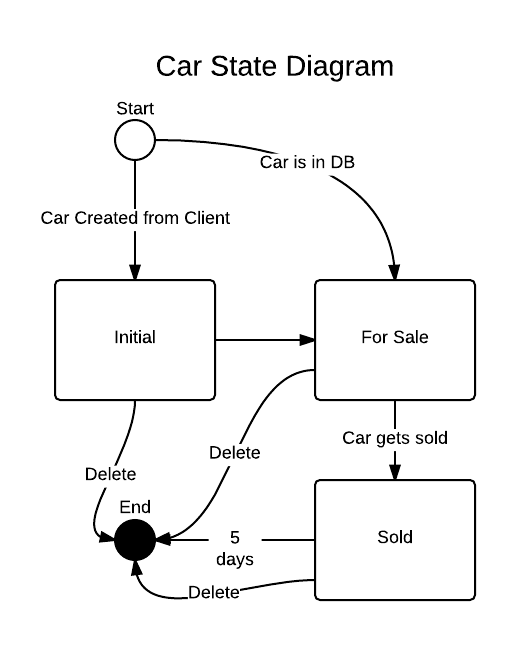 Car State Diagram
Start
Car is in DB
Car Created from Client
Initial
For Sale
Car gets sold
Delete
Delete
End
5
days
Sold
Delete